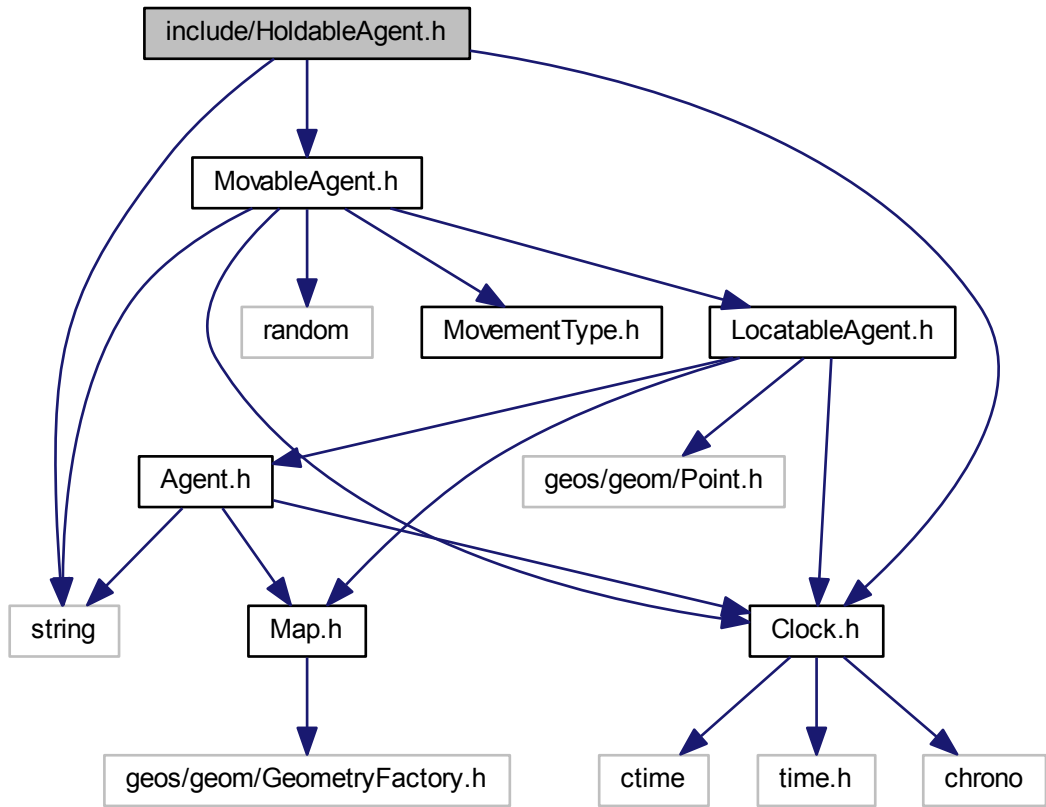 include/HoldableAgent.h
MovableAgent.h
random
MovementType.h
LocatableAgent.h
Agent.h
geos/geom/Point.h
string
Map.h
Clock.h
geos/geom/GeometryFactory.h
ctime
time.h
chrono